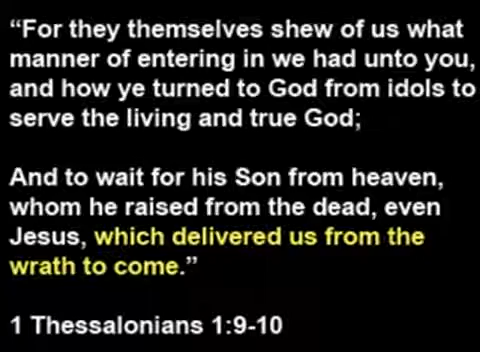 “For they themselves shew of us what
manner of entering in we had unto you,
and how ye turned to God from idols to
serve the living and true God;
And to wait for his Son from heaven,
whom he raised from the dead, even
Jesus, which delivered us from the
wrath to come.”
1 Thessalonians 1:9-10